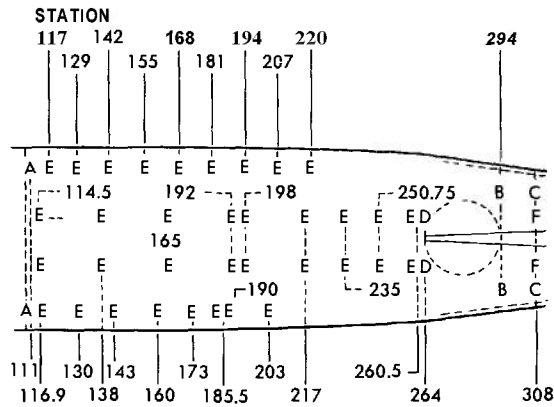 STATION
117 142 168 194 220 294
129 155 181 207
A E E E E E E E E E
114.5 192 198 250.75 B C
E E E E E E E E E D F
165
E E E E E E E E E D F
190 235 B C
A E E E E E E E
111 130 143 160 173 203 260.5
116.9 138 160 185.5 217 264 308